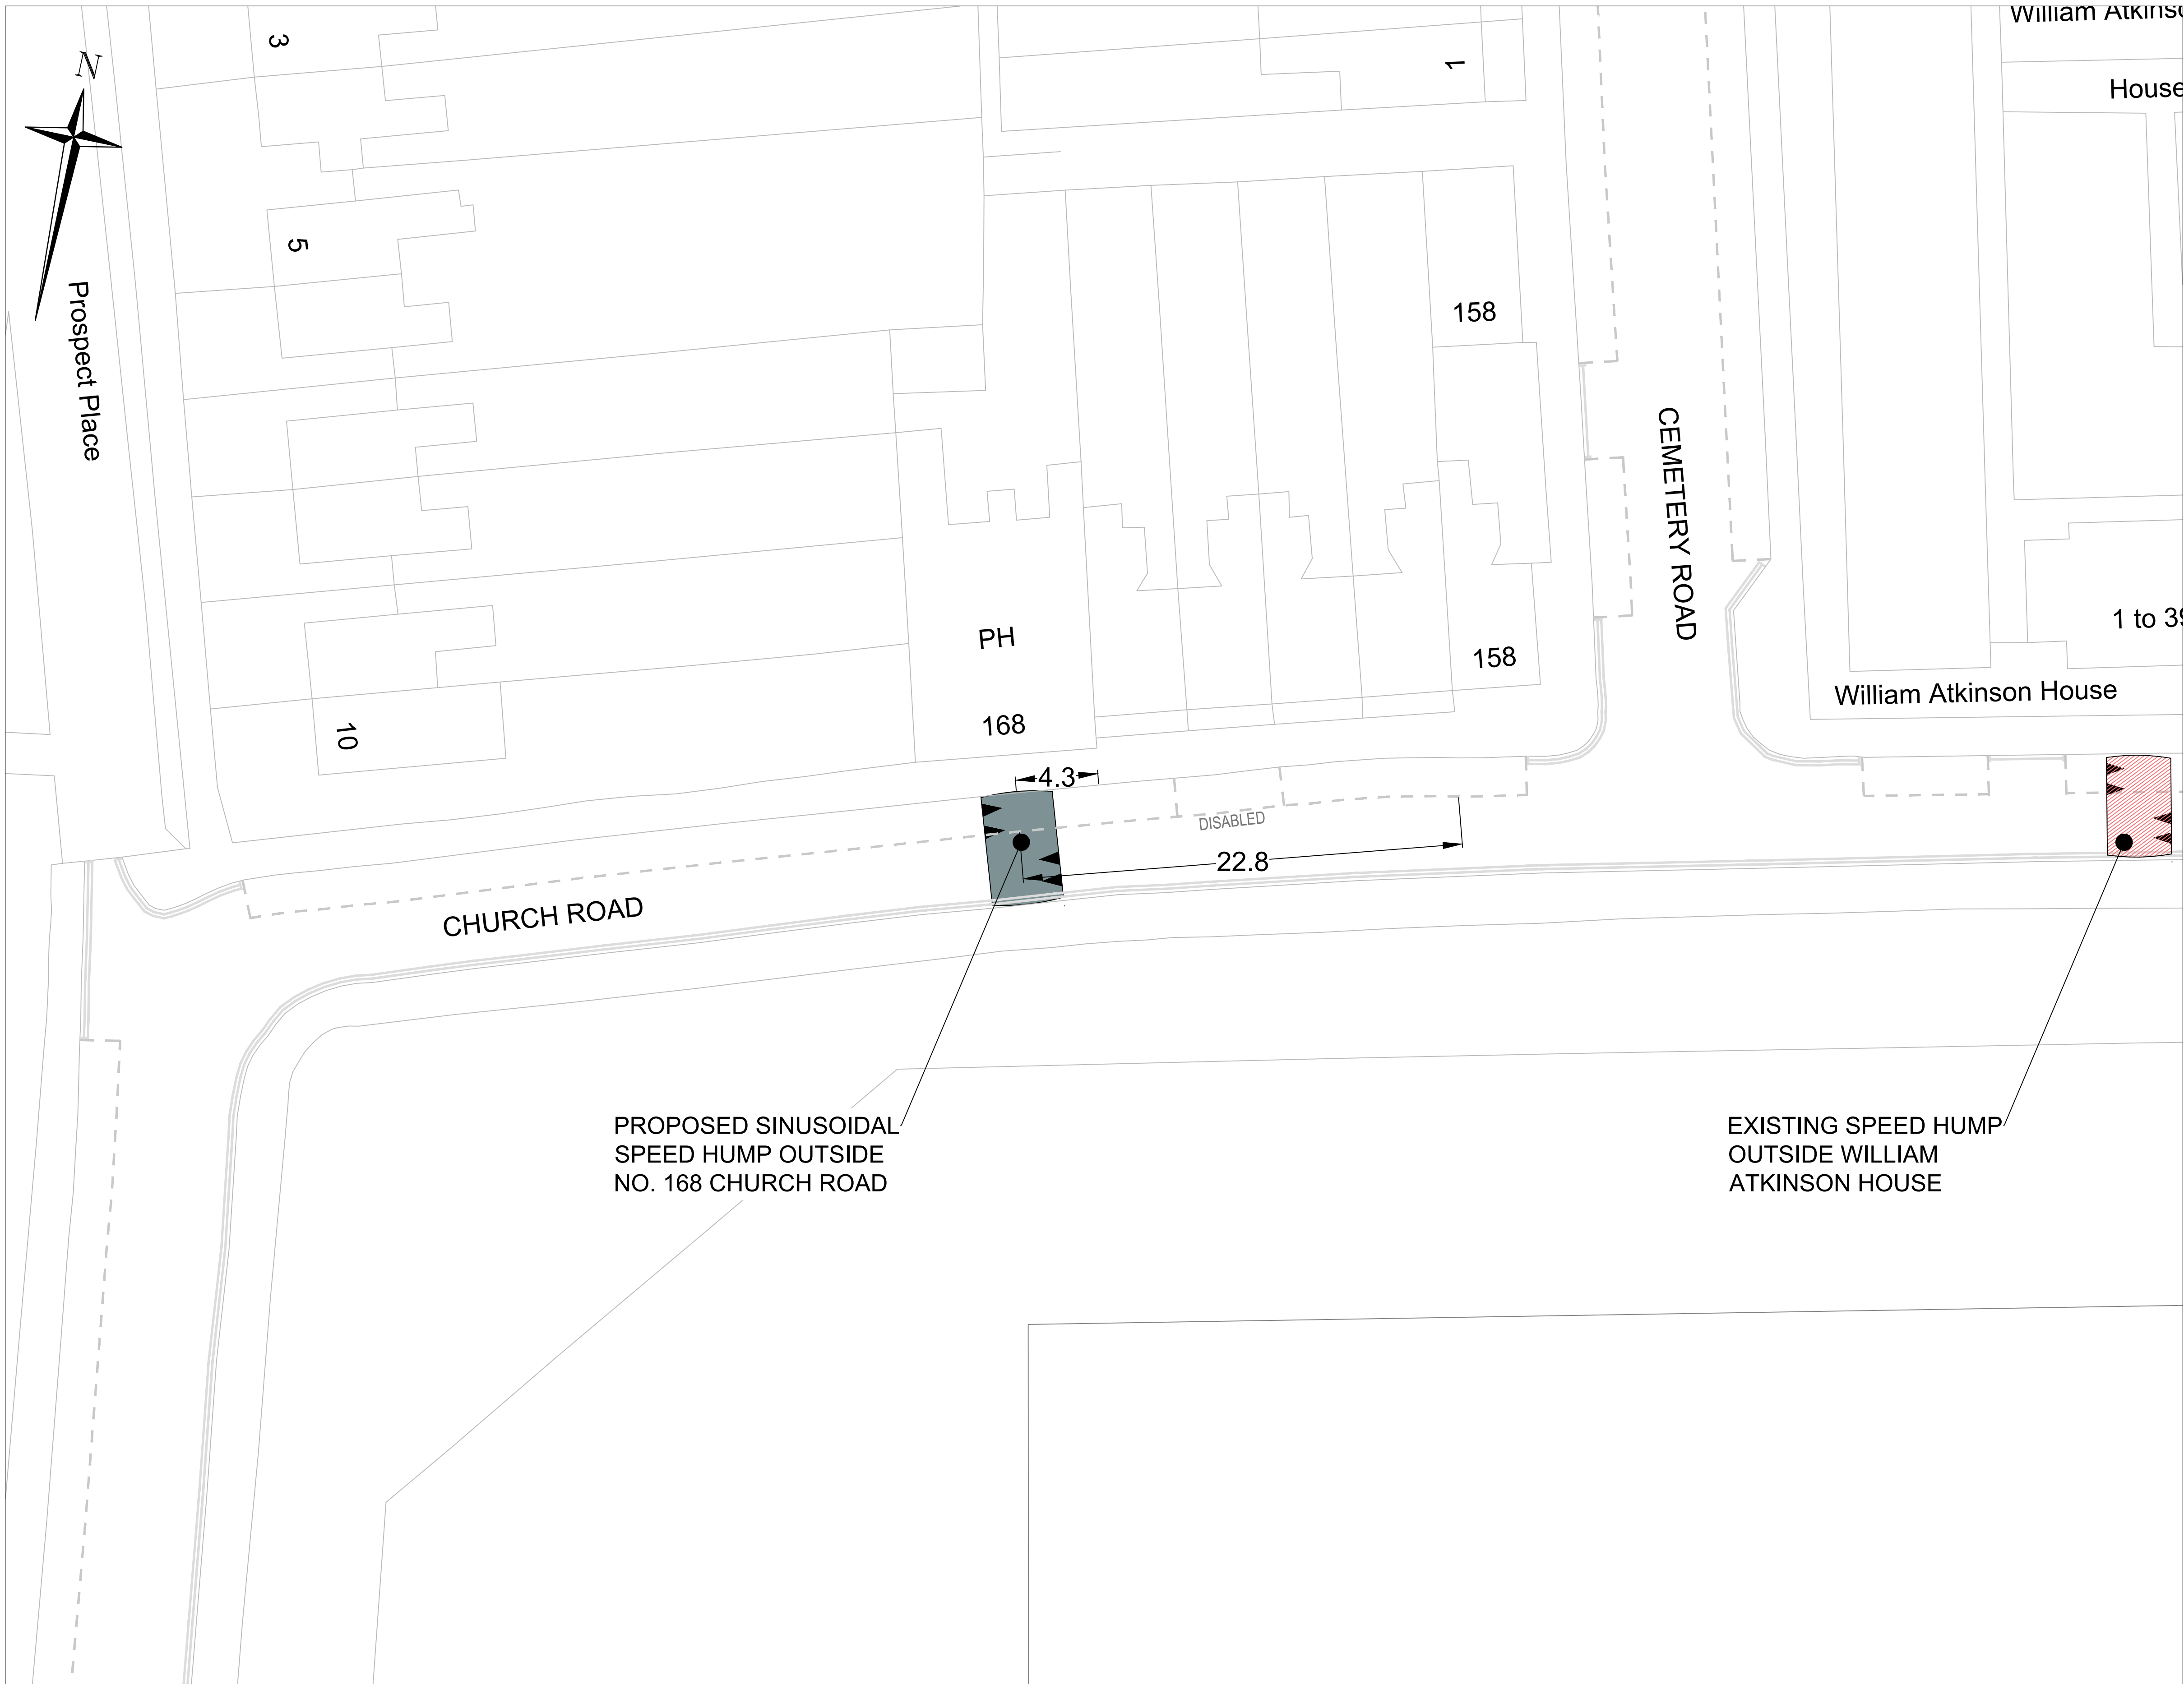 William Atkins
3
N
1
House
5
Prospect Place
158
CEMETERY ROAD
1 to 39
PH
158
William Atkinson House
168
10
4.3
DISABLED
22.8
CHURCH ROAD
PROPOSED SINUSOIDAL
SPEED HUMP OUTSIDE
NO. 168 CHURCH ROAD
EXISTING SPEED HUMP
OUTSIDE WILLIAM
ATKINSON HOUSE